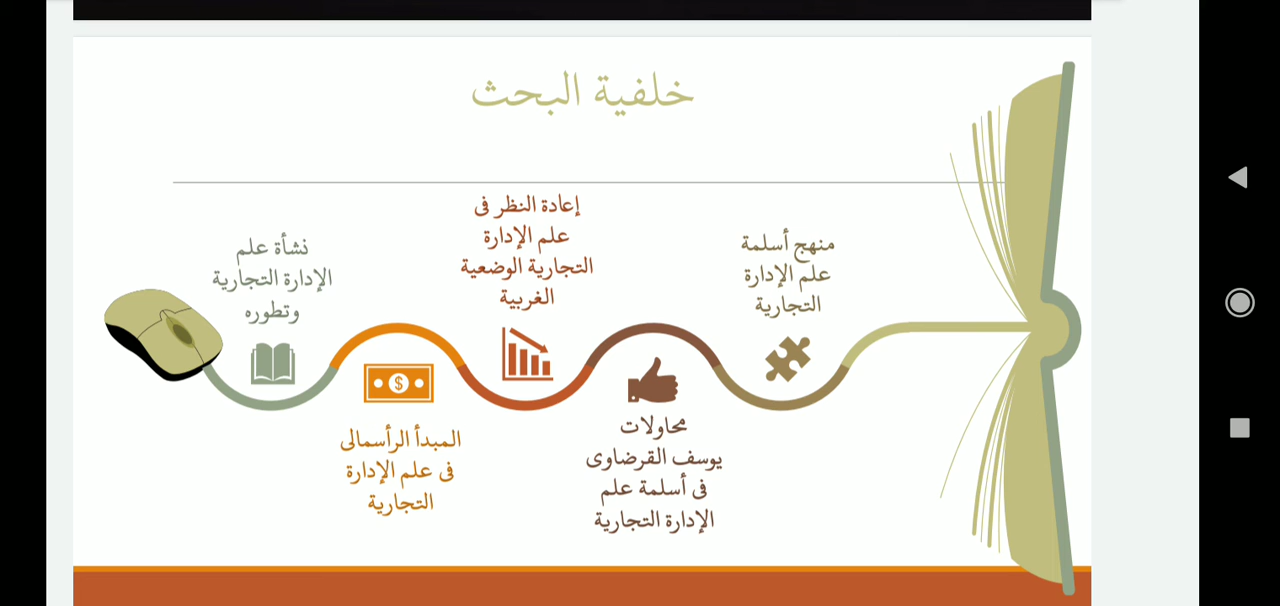 خلفية البحث
نشأة علم
الإدارة التجارية
وتطوره
المبدأ الرأسمالى
فى علم الإدارة
التجارية
إعادة النظر فى
علم الإدارة
التجارية الوضعية
الغربية
محاولات
يوسف القرضاوى
فى أسلمة علم
الإدارة التجارية
منهج أسلمة
علم الإدارة
التجارية
$